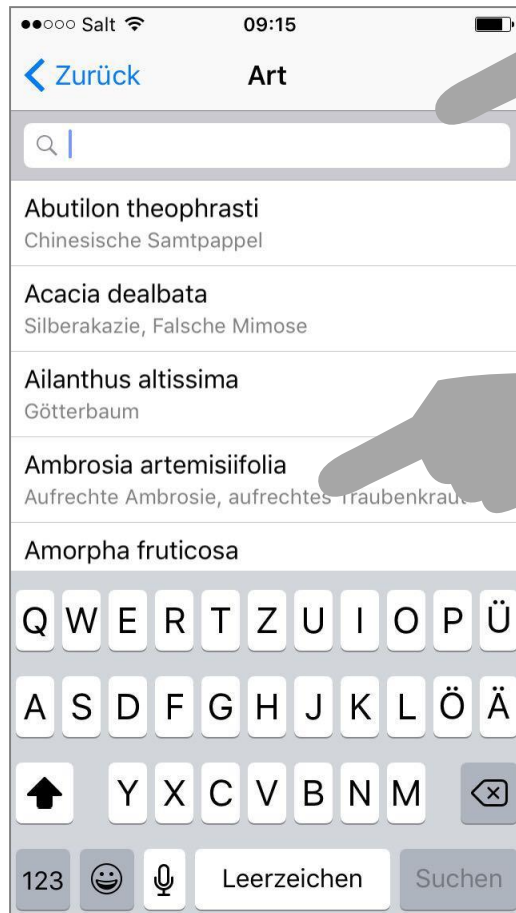 Salt 09:15
Zurück Art
Abutilon theophrasti
Chinesische Samtpappel
Acacia dealbata
Silberakazie, Falsche Mimose
Ailanthus altissima
Götterbaum
Ambrosia artemisiifolia
Aufrechte Ambrosie, aufrechtes Traubenkraut
Amorpha fruticosa
Q W E R T Z U I O P Ü
A S D F G H J K L Ö Ä
Y X C V B N M
123 Leerzeichen Suchen